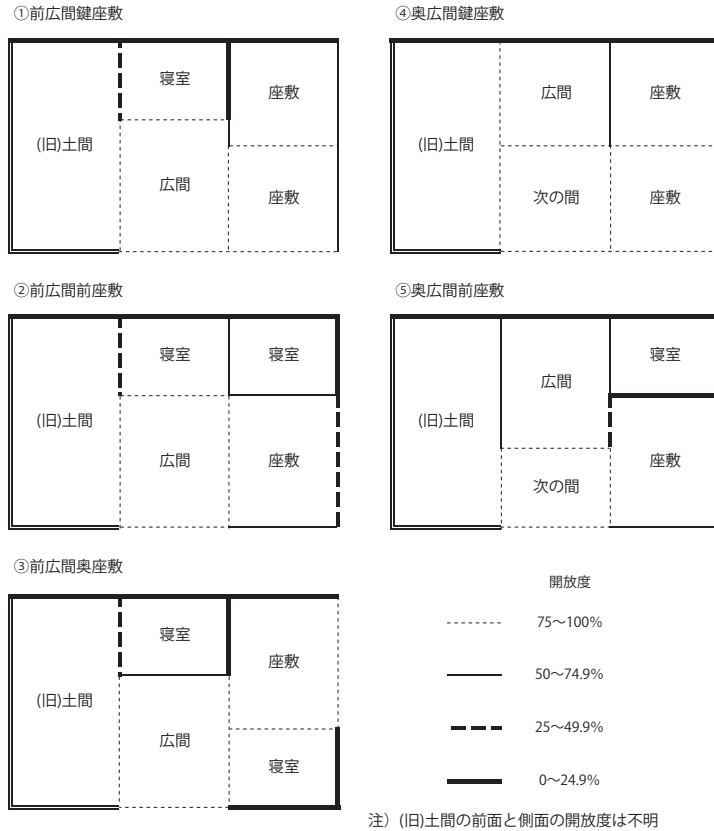 ①前広間鍵座敷
寝室
座敷
(旧)土間
広間
座敷
②前広間前座敷
寝室
寝室
(旧)土間
広間
座敷
③前広間奥座敷
寝室
座敷
(旧)土間
広間
寝室
④奥広間鍵座敷
広間
座敷
(旧)土間
次の間
座敷
⑤奥広間前座敷
寝室
広間
(旧)土間
座敷
次の間
開放度
75～100%
50～74.9%
25～49.9%
0～24.9%
注）(旧)土間の前面と側面の開放度は不明